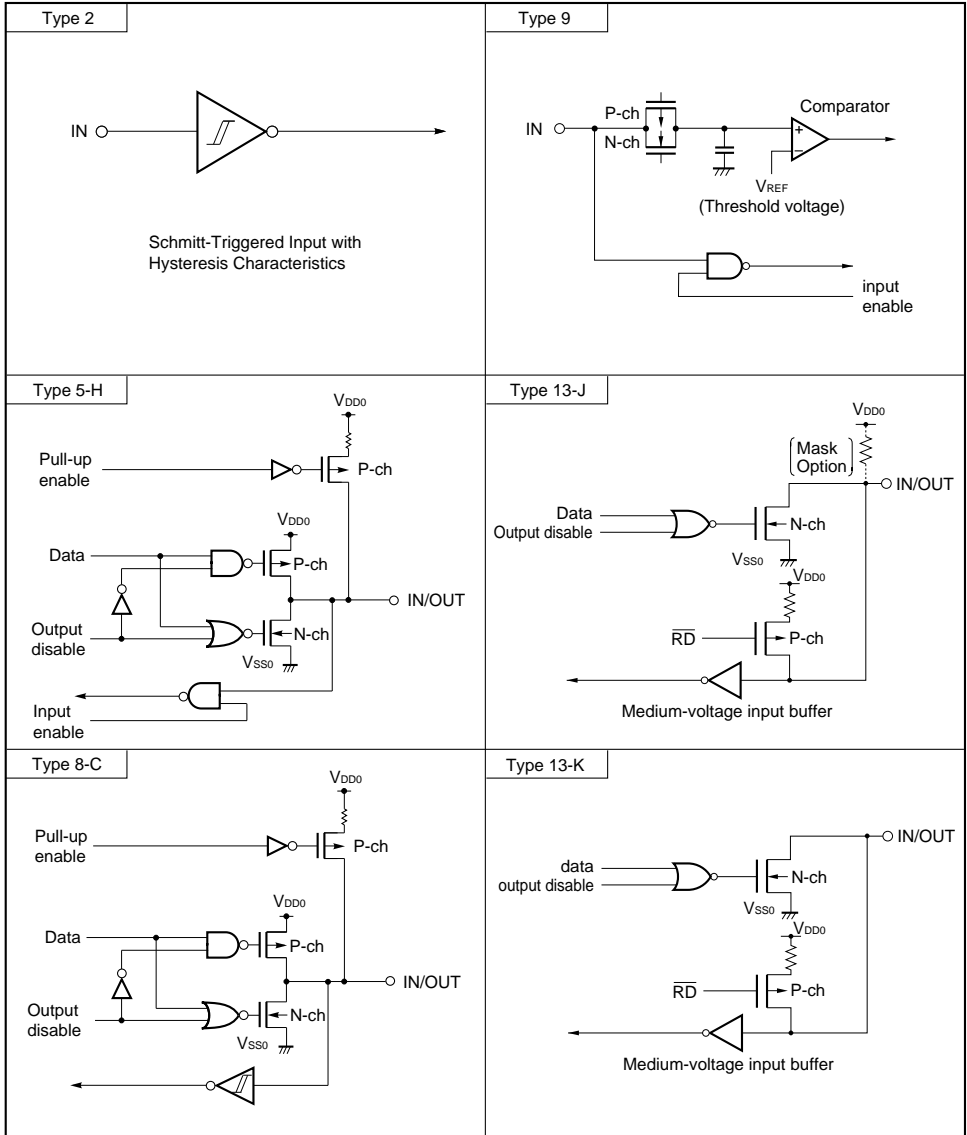 Type 2
IN
Schmitt-Triggered Input with
Hysteresis Characteristics
Type 9
IN
P-ch
N-ch
Comparator
+
−
VREF
(Threshold voltage)
input
enable
Type 5-H
VDD0
Pull-up
enable
P-ch
VDD0
Data
P-ch
IN/OUT
Output
disable
N-ch
VSS0
Input
enable
Type 13-J
VDD0
Mask
Option
IN/OUT
Data
Output disable
N-ch
VSS0
VDD0
RD
P-ch
Medium-voltage input buffer
Type 8-C
VDD0
Pull-up
enable
P-ch
VDD0
Data
P-ch
IN/OUT
Output
disable
N-ch
VSS0
Type 13-K
IN/OUT
data
output disable
N-ch
VSS0
VDD0
RD
P-ch
Medium-voltage input buffer